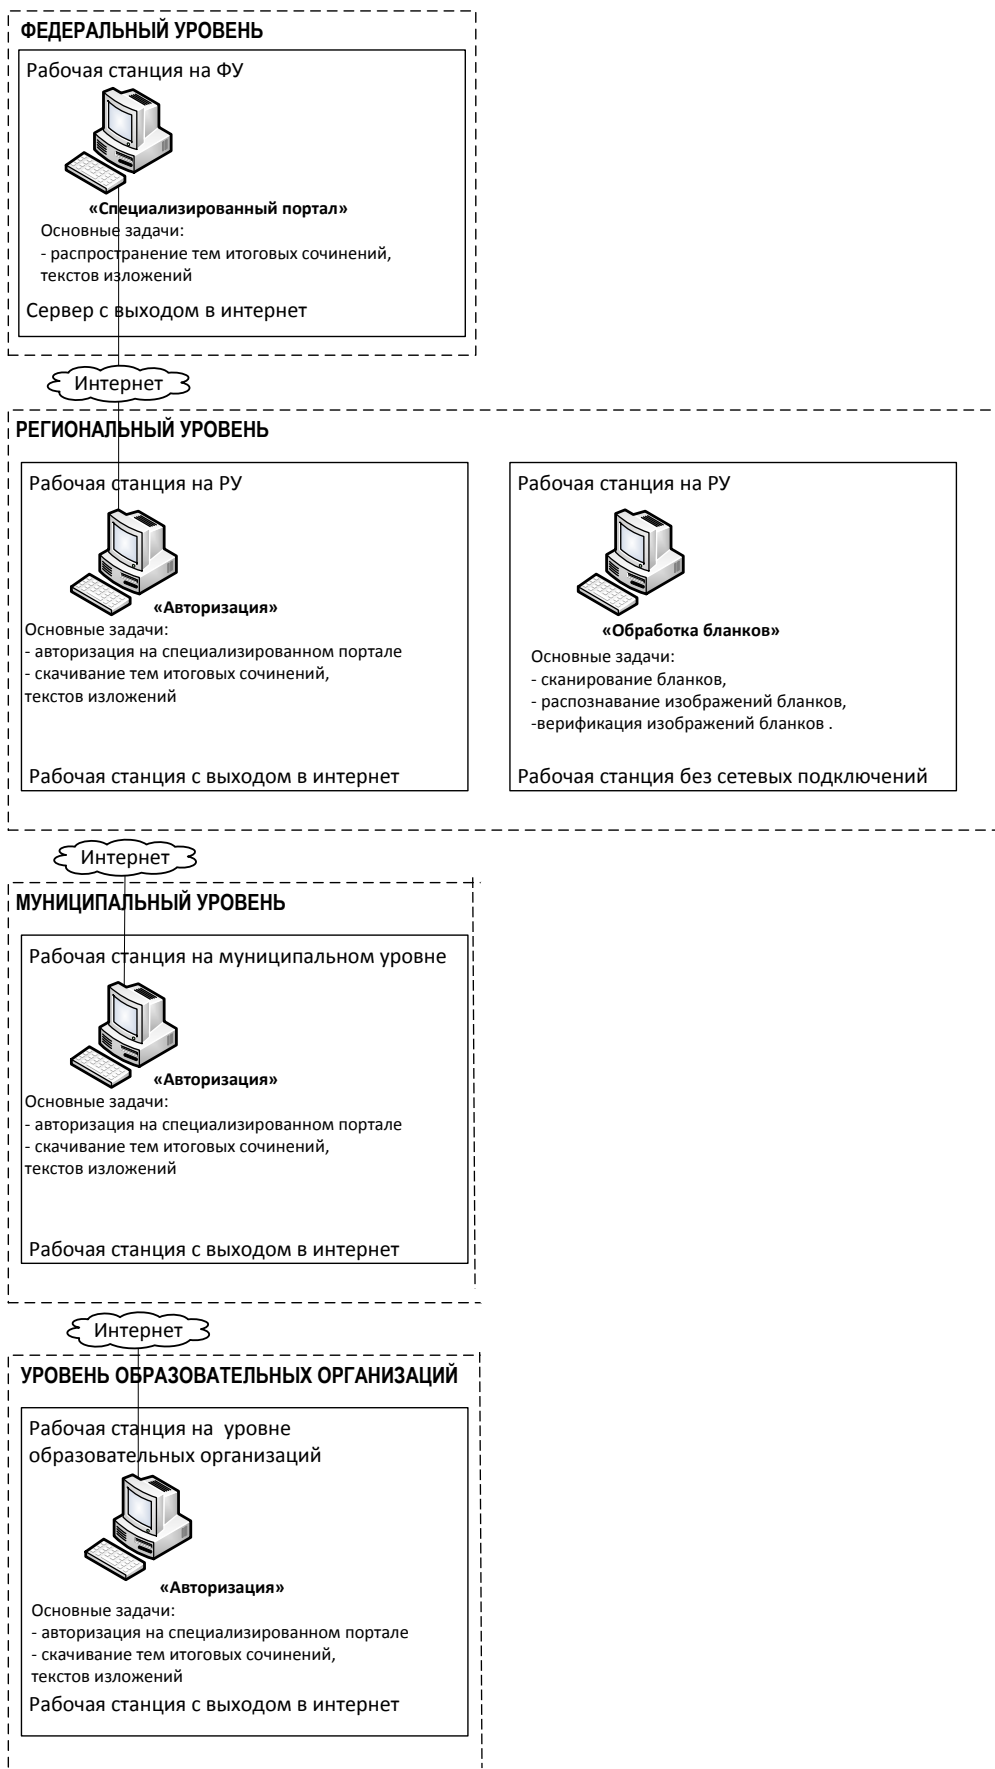 ФЕДЕРАЛЬНЫЙ УРОВЕНЬ
Рабочая станция на ФУ
«Специализированный портал»
Основные задачи:
- распространение тем итоговых сочинений,
текстов изложений
Сервер с выходом в интернет
Интернет
РЕГИОНАЛЬНЫЙ УРОВЕНЬ
Рабочая станция на РУ
«Авторизация»
Основные задачи:
- авторизация на специализированном портале
- скачивание тем итоговых сочинений,
текстов изложений
Рабочая станция с выходом в интернет
Рабочая станция на РУ
«Обработка бланков»
Основные задачи:
- сканирование бланков,
- распознавание изображений бланков,
-верификация изображений бланков .
Рабочая станция без сетевых подключений
Интернет
МУНИЦИПАЛЬНЫЙ УРОВЕНЬ
Рабочая станция на муниципальном уровне
«Авторизация»
Основные задачи:
- авторизация на специализированном портале
- скачивание тем итоговых сочинений,
текстов изложений
Рабочая станция с выходом в интернет
Интернет
УРОВЕНЬ ОБРАЗОВАТЕЛЬНЫХ ОРГАНИЗАЦИЙ
Рабочая станция на  уровне
образовательных организаций
«Авторизация»
Основные задачи:
- авторизация на специализированном портале
- скачивание тем итоговых сочинений,
текстов изложений
Рабочая станция с выходом в интернет